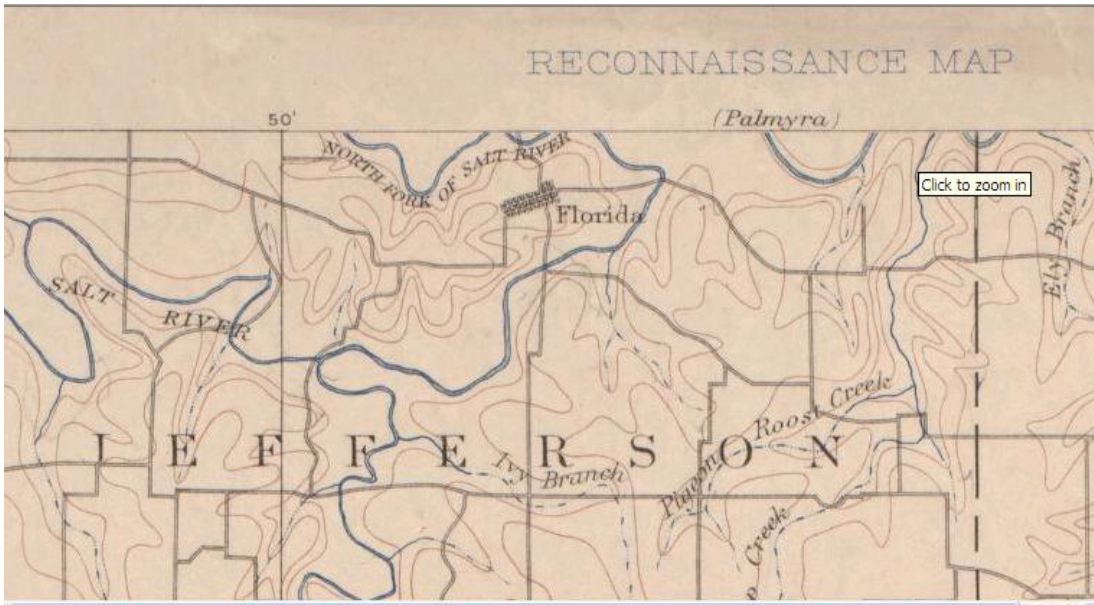 RECONNAISSANCE MAP
(Palmyra)
50'
NORTH FORK OF SALT RIVER
Click to zoom in
Florida
Ely Branch
SALT
RIVER
Roost Creek
JEFFERSON
Ivy Branch
Pigeon
Creek